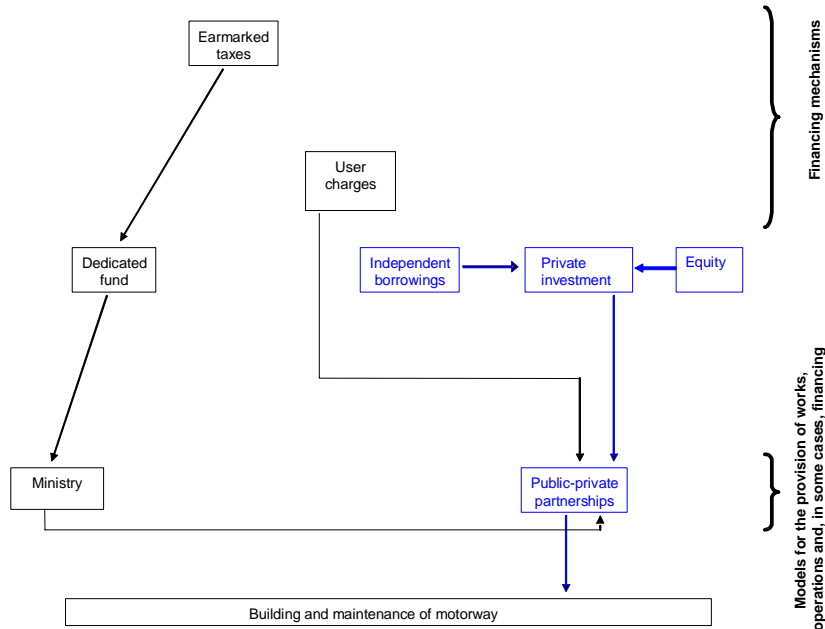 Earmarked
taxes
Financing mechanisms
User
charges
Dedicated
fund
Independent
borrowings
Private
investment
Equity
Ministry
Public-private
partnerships
Models for the provision of works,
operations and, in some cases, financing
Building and maintenance of motorway